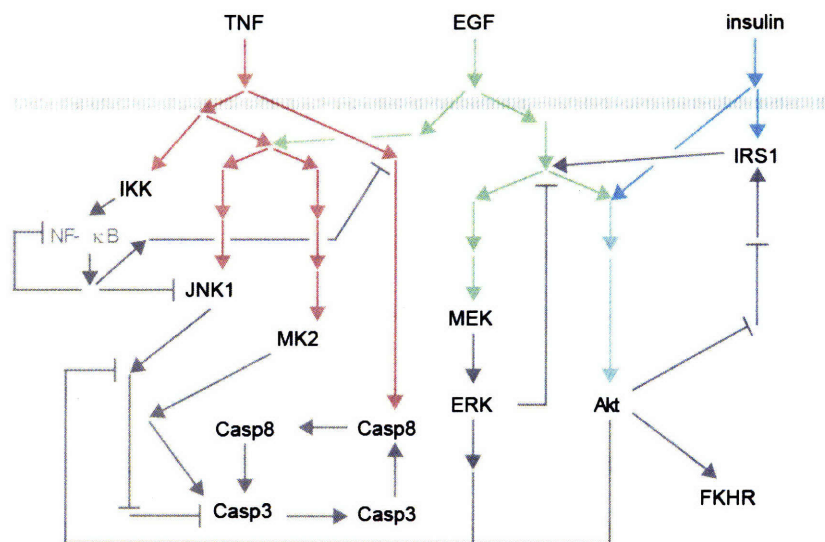 TNF EGF insulin
IRS1
IKK
NF- κB
JNK1
MEK
MK2
ERK Akt
Casp8 Casp8
FKHR
Casp3 Casp3